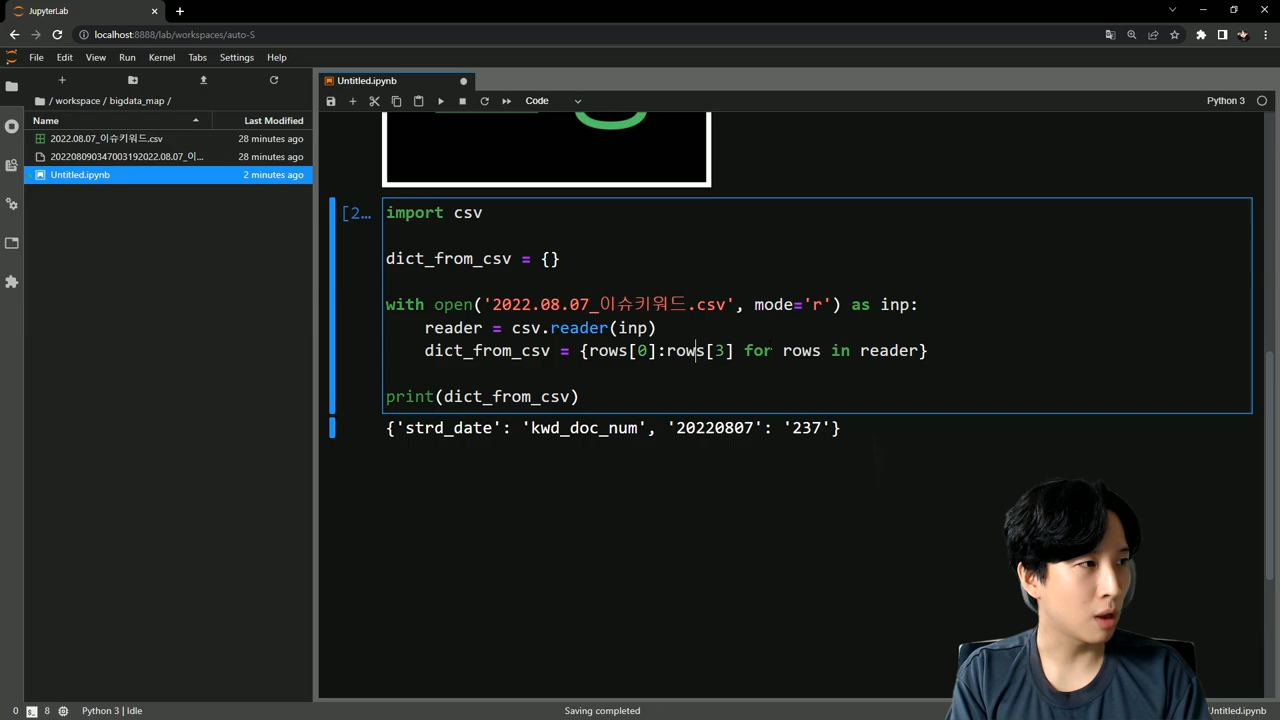 JupyterLab
localhost:8888/lab/workspaces/auto-S
File Edit View Run Kernel Tabs Settings Help
Untitled.ipynb
/ workspace / bigdata_map /
Code
Python 3
Name Last Modified
2022.08.07_이슈키워드.csv 28 minutes ago
202208090347003192022.08.07_이... 28 minutes ago
Untitled.ipynb 2 minutes ago
[2...
import csv
dict_from_csv = {}
with open('2022.08.07_이슈키워드.csv', mode='r') as inp:
reader = csv.reader(inp)
dict_from_csv = {rows[0]:rows[3] for rows in reader}
print(dict_from_csv)
{'strd_date': 'kwd_doc_num', '20220807': '237'}
0 8 Python 3 | Idle Saving completed Untitled.ipynb